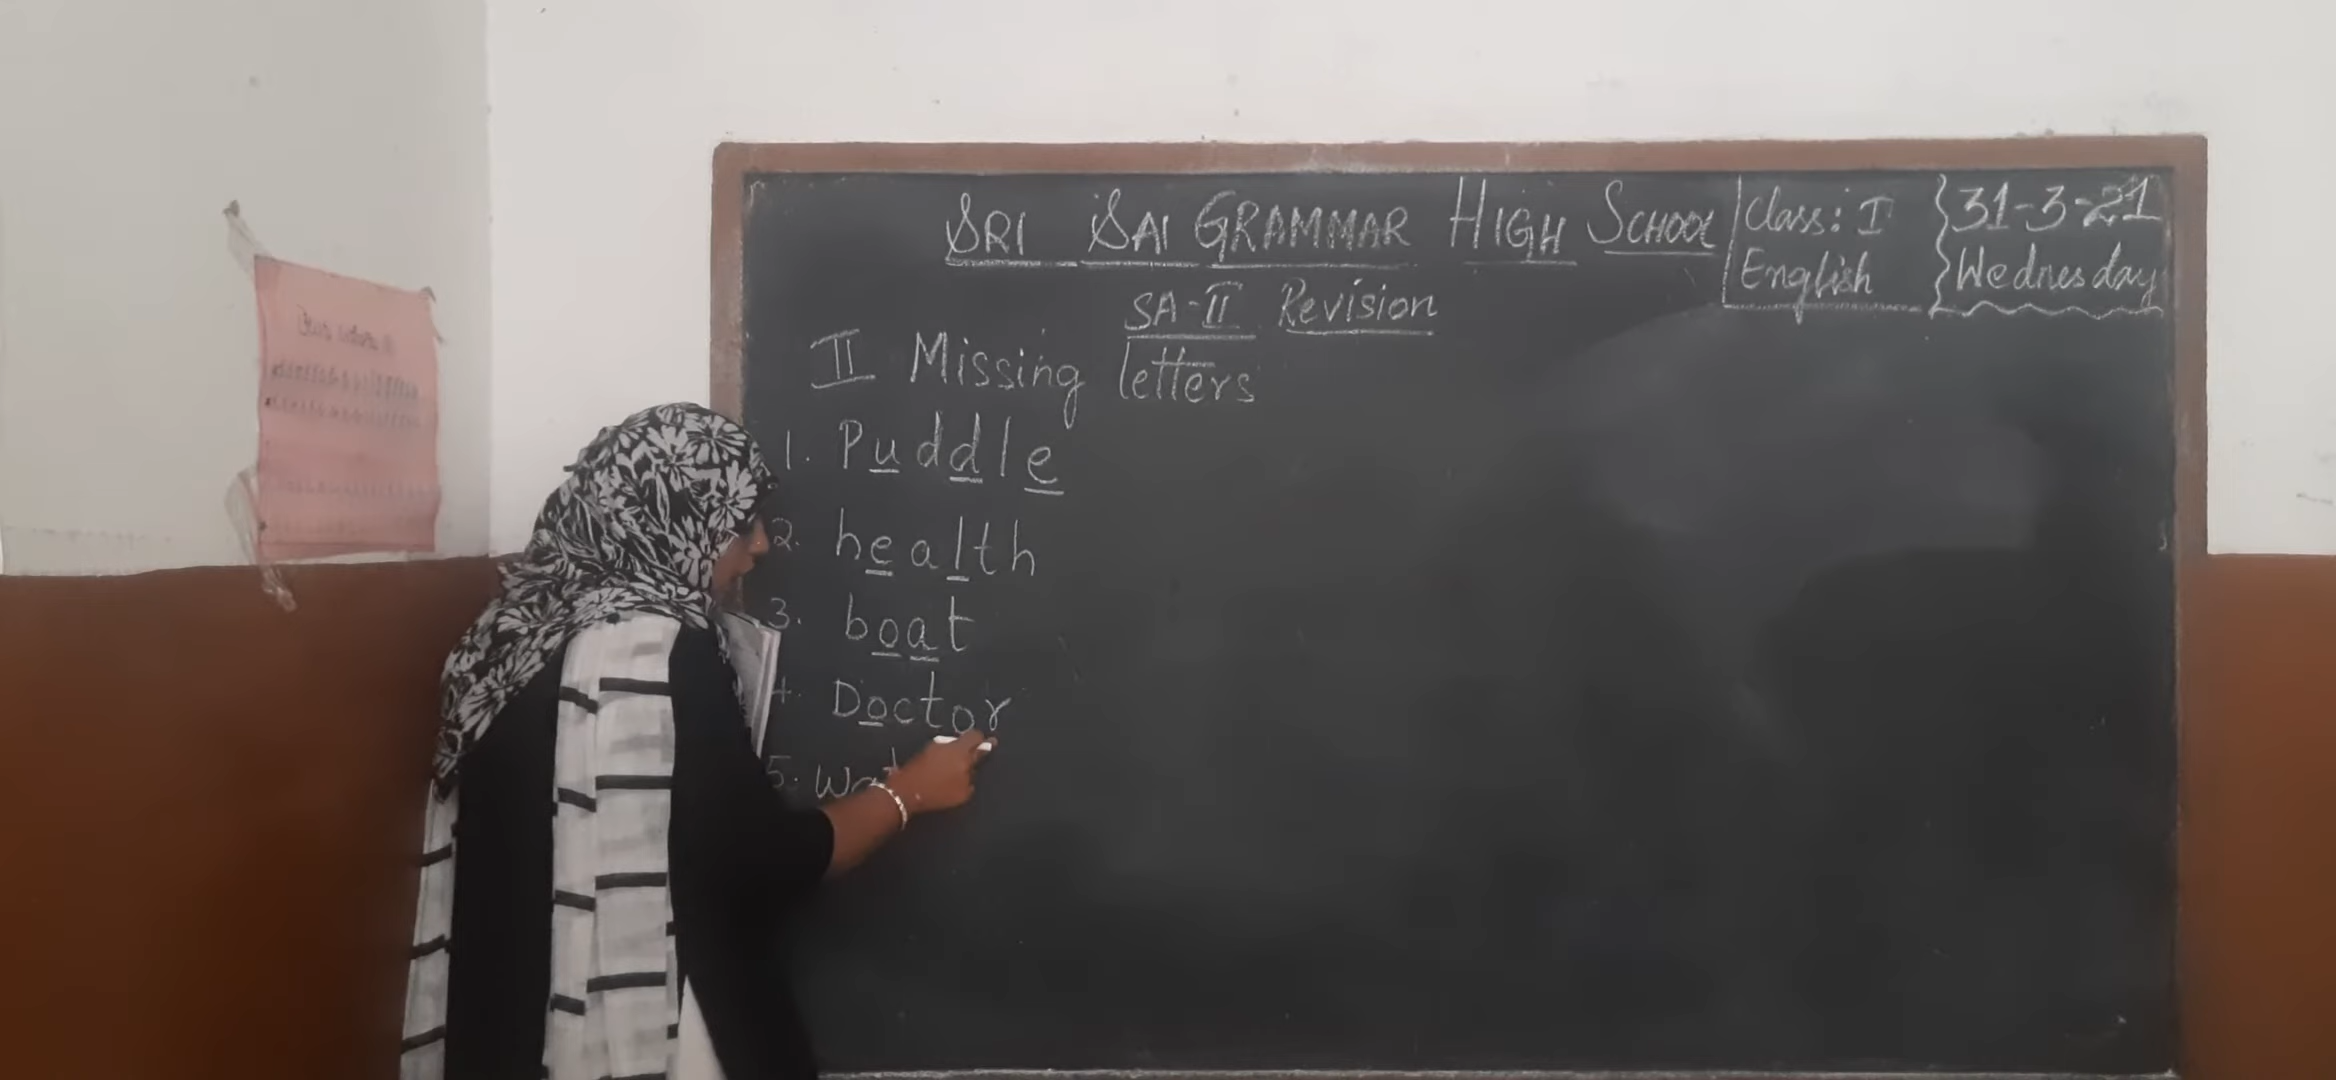 SRI SAI GRAMMAR HIGH SCHOOL
Class: I
English
31-3-21
Wednesday
SA-II Revision
II Missing letters
1. Puddle
2. health
3. boat
4. Doctor
5.